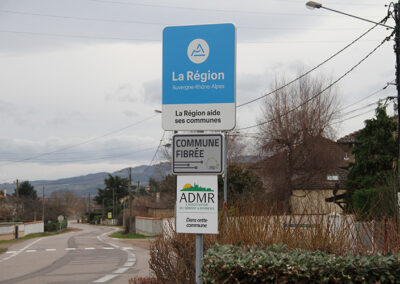 La Région
Auvergne-Rhône-Alpes
La Région aide
ses communes
COMMUNE
FIBRÉE
ADMR
Dans cette
commune